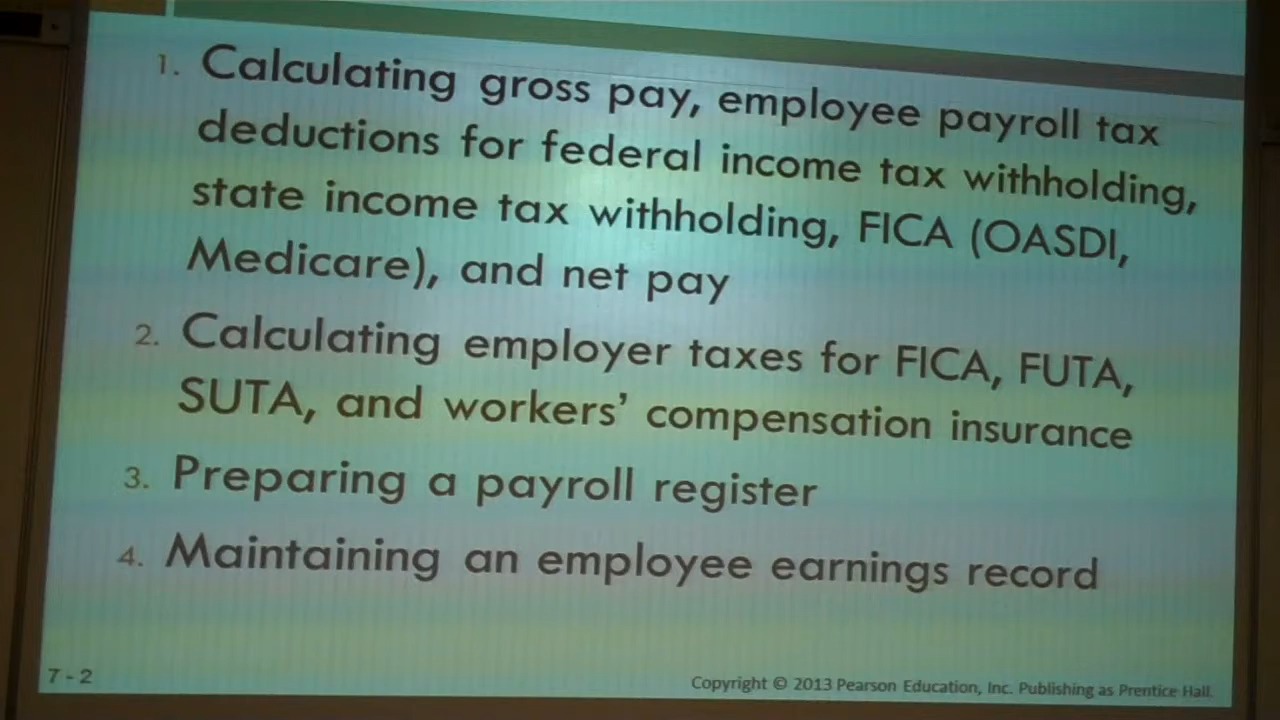 1. Calculating gross pay, employee payroll tax
deductions for federal income tax withholding,
state income tax withholding, FICA (OASDI,
Medicare), and net pay
2. Calculating employer taxes for FICA, FUTA,
SUTA, and workers’ compensation insurance
3. Preparing a payroll register
4. Maintaining an employee earnings record
7 - 2
Copyright © 2013 Pearson Education, Inc. Publishing as Prentice Hall.